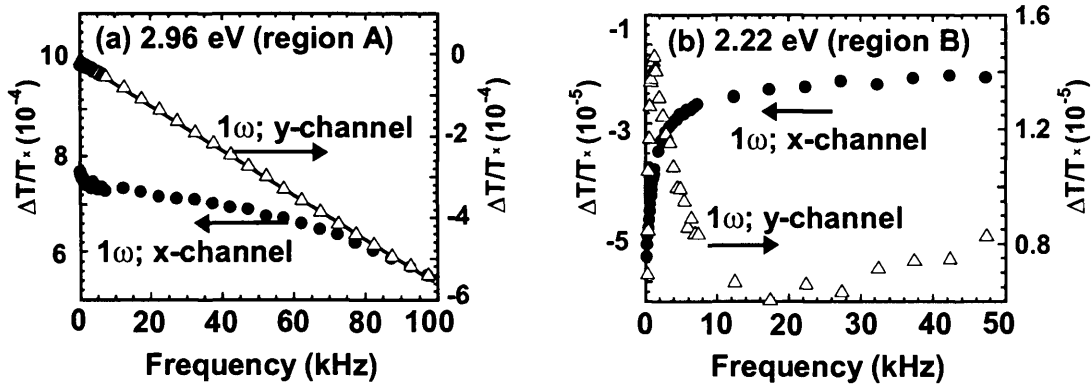 (a) 2.96 eV (region A)
ΔT/T× (10⁻⁴)
10
8
6
1ω; y-channel
1ω; x-channel
0
-2
-4
-6
ΔT/T× (10⁻⁴)
0 20 40 60 80 100
Frequency (kHz)
(b) 2.22 eV (region B)
ΔT/T× (10⁻⁵)
-1
-3
-5
1ω; x-channel
1ω; y-channel
1.6
1.2
0.8
ΔT/T× (10⁻⁵)
0 10 20 30 40 50
Frequency (kHz)